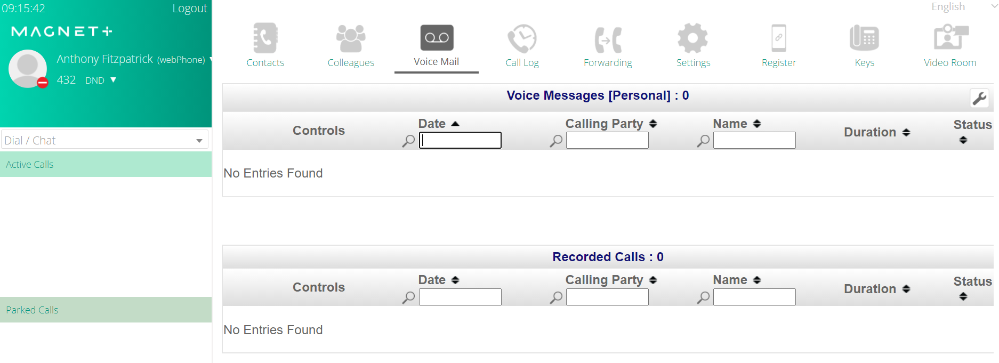 09:15:42 Logout
MAGNET+
Anthony Fitzpatrick (webPhone)
432 DND
Dial / Chat
Active Calls
Parked Calls
English
Contacts Colleagues Voice Mail Call Log Forwarding Settings Register Keys Video Room
Voice Messages [Personal] : 0
Controls Date Calling Party Name Duration Status
No Entries Found
Recorded Calls : 0
Controls Date Calling Party Name Duration Status
No Entries Found